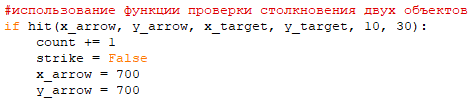 #использование функции проверки столкновения двух объектов
if hit(x_arrow, y_arrow, x_target, y_target, 10, 30):
    count += 1
    strike = False
    x_arrow = 700
    y_arrow = 700